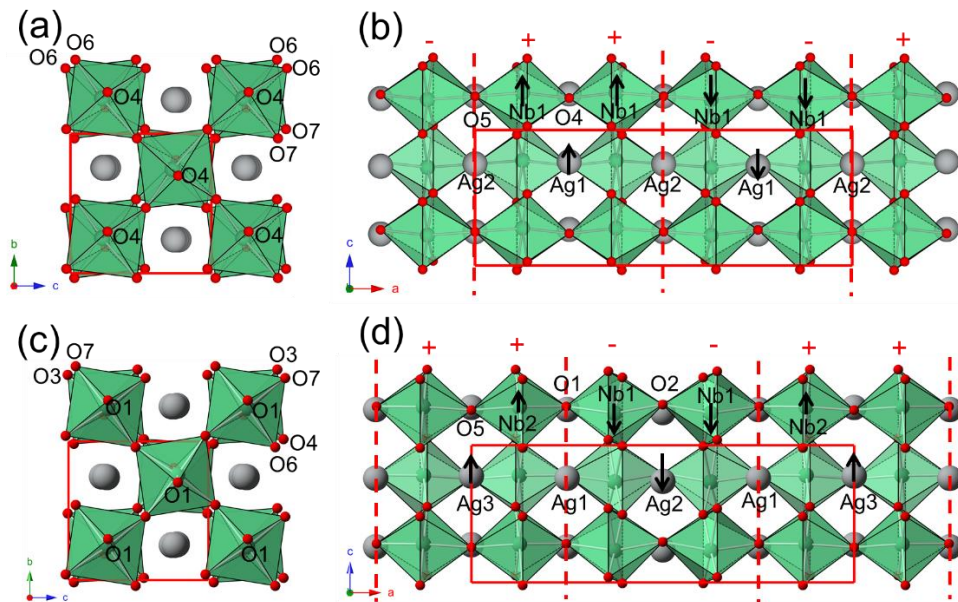 (a)
O6
O6
O6
O4
O4
O7
O7
O4
O4
O4
b
c
(b)
- + + - - +
Nb1 Nb1 Nb1 Nb1
O5 O4
Ag2 Ag1 Ag2 Ag1 Ag2
c
a
(c)
O7
O3
O3
O7
O1
O1
O4
O6
O1
O1
O1
b
c
(d)
+ + - - + +
O1 Nb1 O2 Nb1
O5 Nb2 Nb2
Ag3 Ag1 Ag2 Ag1 Ag3
c
a